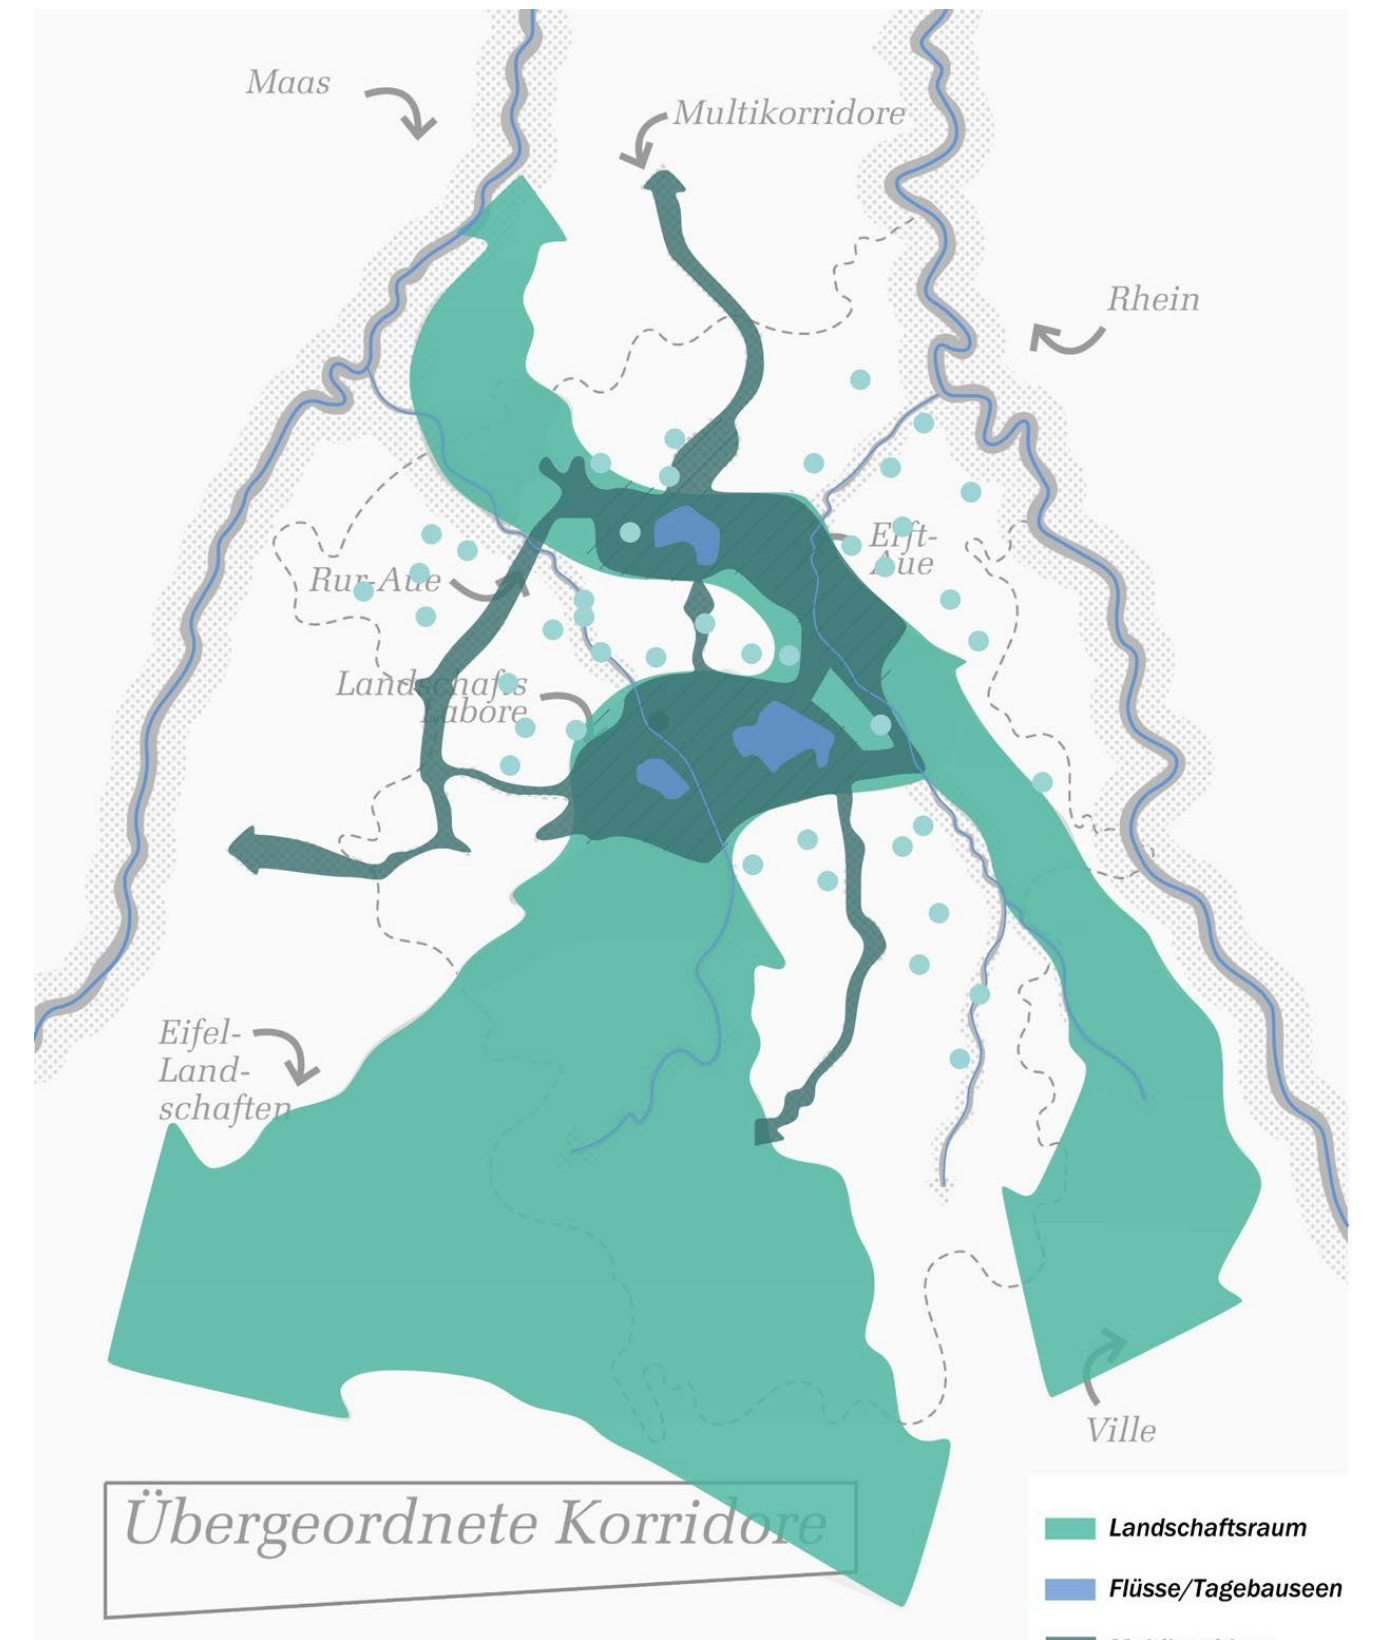 Maas
Multikorridore
Rhein
Erft-
Aue
Rur-Aue
Landschafts
Labore
Eifel-
Land-
schaften
Ville
Übergeordnete Korridore
Landschaftsraum
Flüsse/Tagebauseen